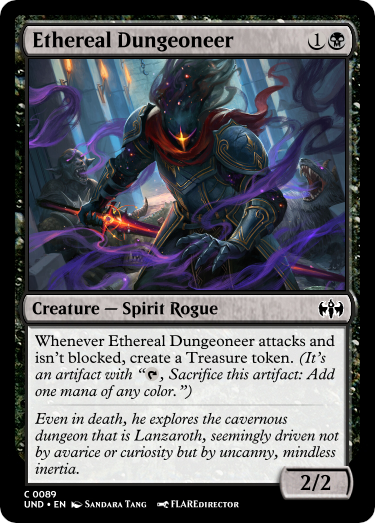 Ethereal Dungeoneer 1
Creature — Spirit Rogue
Whenever Ethereal Dungeoneer attacks and
isn't blocked, create a Treasure token. (It's
an artifact with “, Sacrifice this artifact: Add
one mana of any color.”)
Even in death, he explores the cavernous
dungeon that is Lanzaroth, seemingly driven not
by avarice or curiosity but by uncanny, mindless
inertia.
2/2
C 0089
UND • EN Sandara Tang FLAREdirector